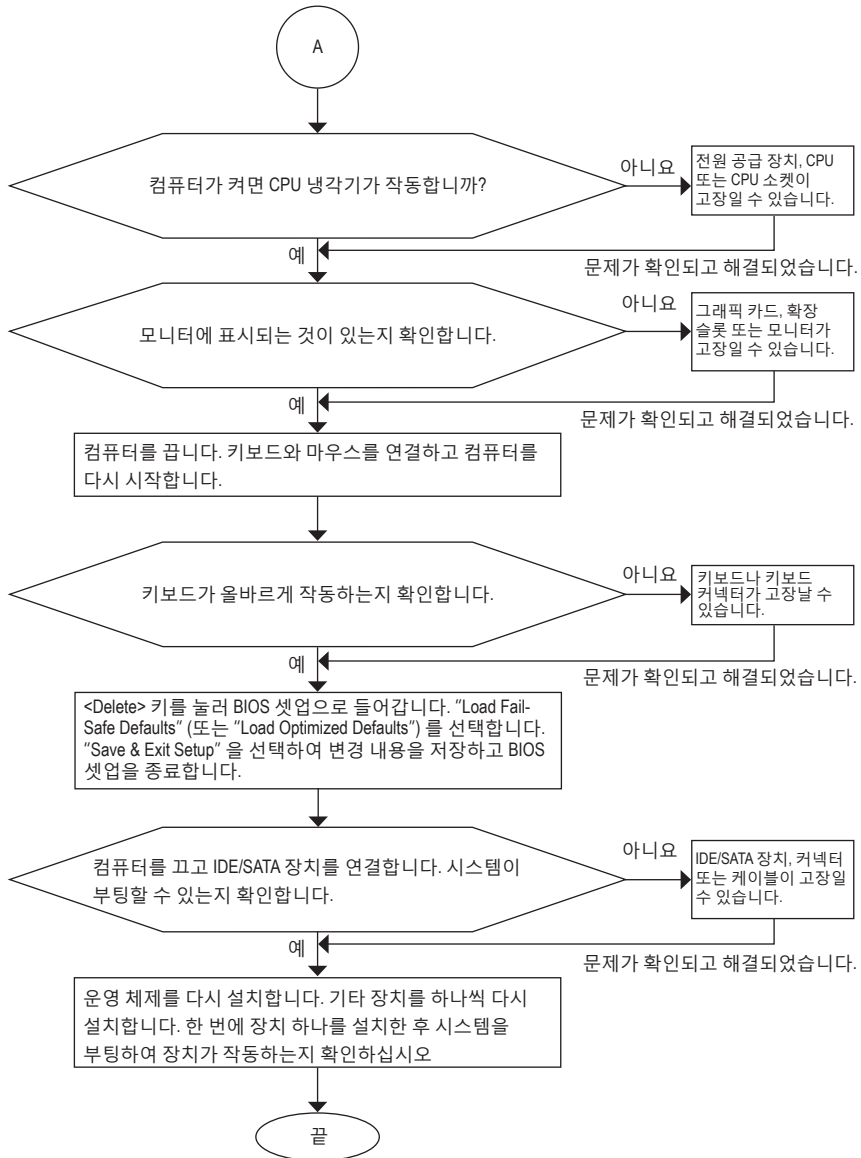 A
컴퓨터가 켜면 CPU 냉각기가 작동합니까?
아니요
전원 공급 장치, CPU
또는 CPU 소켓이
고장일 수 있습니다.
예
문제가 확인되고 해결되었습니다.
모니터에 표시되는 것이 있는지 확인합니다.
아니요
그래픽 카드, 확장
슬롯 또는 모니터가
고장일 수 있습니다.
예
문제가 확인되고 해결되었습니다.
컴퓨터를 끕니다. 키보드와 마우스를 연결하고 컴퓨터를
다시 시작합니다.
키보드가 올바르게 작동하는지 확인합니다.
아니요
키보드나 키보드
커넥터가 고장날 수
있습니다.
예
문제가 확인되고 해결되었습니다.
<Delete> 키를 눌러 BIOS 셋업으로 들어갑니다. "Load Fail-
Safe Defaults" (또는 "Load Optimized Defaults") 를 선택합니다.
"Save & Exit Setup" 을 선택하여 변경 내용을 저장하고 BIOS
셋업을 종료합니다.
컴퓨터를 끄고 IDE/SATA 장치를 연결합니다. 시스템이
부팅할 수 있는지 확인합니다.
아니요
IDE/SATA 장치, 커넥터
또는 케이블이 고장일
수 있습니다.
예
문제가 확인되고 해결되었습니다.
운영 체제를 다시 설치합니다. 기타 장치를 하나씩 다시
설치합니다. 한 번에 장치 하나를 설치한 후 시스템을
부팅하여 장치가 작동하는지 확인하십시오
끝